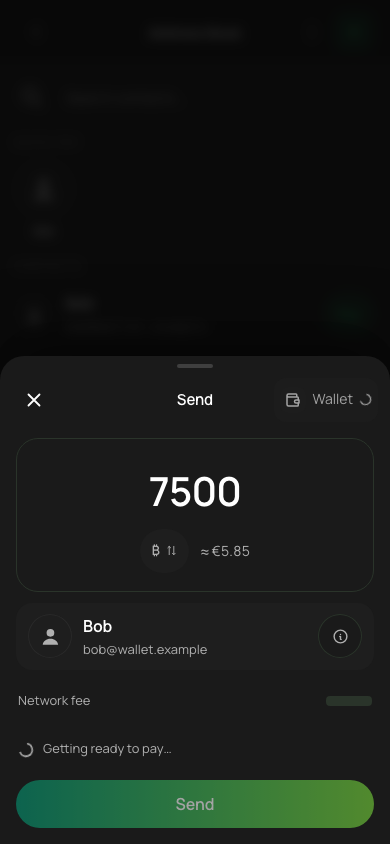 Send
Wallet
7500
₿
≈ €5.85
Bob
bob@wallet.example
Network fee
Getting ready to pay...
Send